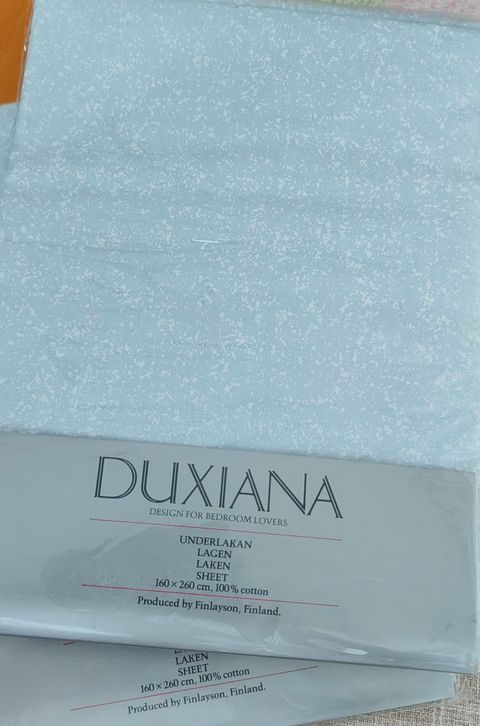 DUXIANA
DESIGN FOR BEDROOM LOVERS.
UNDERLAKAN
LAGEN
LAKEN
SHEET
160 × 260 cm, 100% cotton
Produced by Finlayson, Finland.
LAKEN
SHEET
160 × 260 cm, 100% cotton
Produced by Finlayson, Finland.